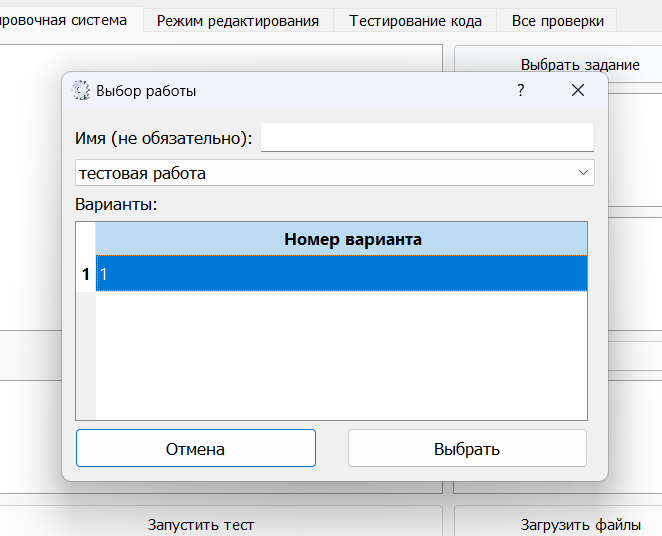 ировочная система
Режим редактирования
Тестирование кода
Все проверки
Выбрать задание
Выбор работы
?
Имя (не обязательно):
тестовая работа
Варианты:
Номер варианта
1 1
Отмена
Выбрать
Запустить тест
Загрузить файлы